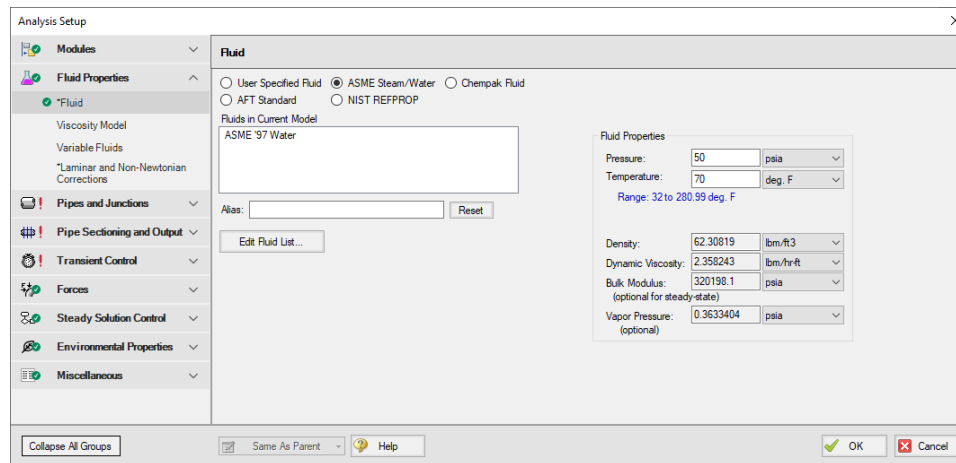 Analysis Setup
Modules
Fluid Properties
*Fluid
Viscosity Model
Variable Fluids
*Laminar and Non-Newtonian
Corrections
Pipes and Junctions
Pipe Sectioning and Output
Transient Control
Forces
Steady Solution Control
Environmental Properties
Miscellaneous
Collapse All Groups
Fluid
User Specified Fluid ASME Steam/Water Chempak Fluid
AFT Standard NIST REFPROP
Fluids in Current Model
ASME '97 Water
Alias: Reset
Edit Fluid List...
Fluid Properties
Pressure: 50 psia
Temperature: 70 deg. F
Range: 32 to 280.99 deg. F
Density: 62.30819 lbm/ft3
Dynamic Viscosity: 2.358243 lbm/hr-ft
Bulk Modulus: 320198.1 psia
(optional for steady-state)
Vapor Pressure: 0.3633404 psia
(optional)
Same As Parent Help OK Cancel